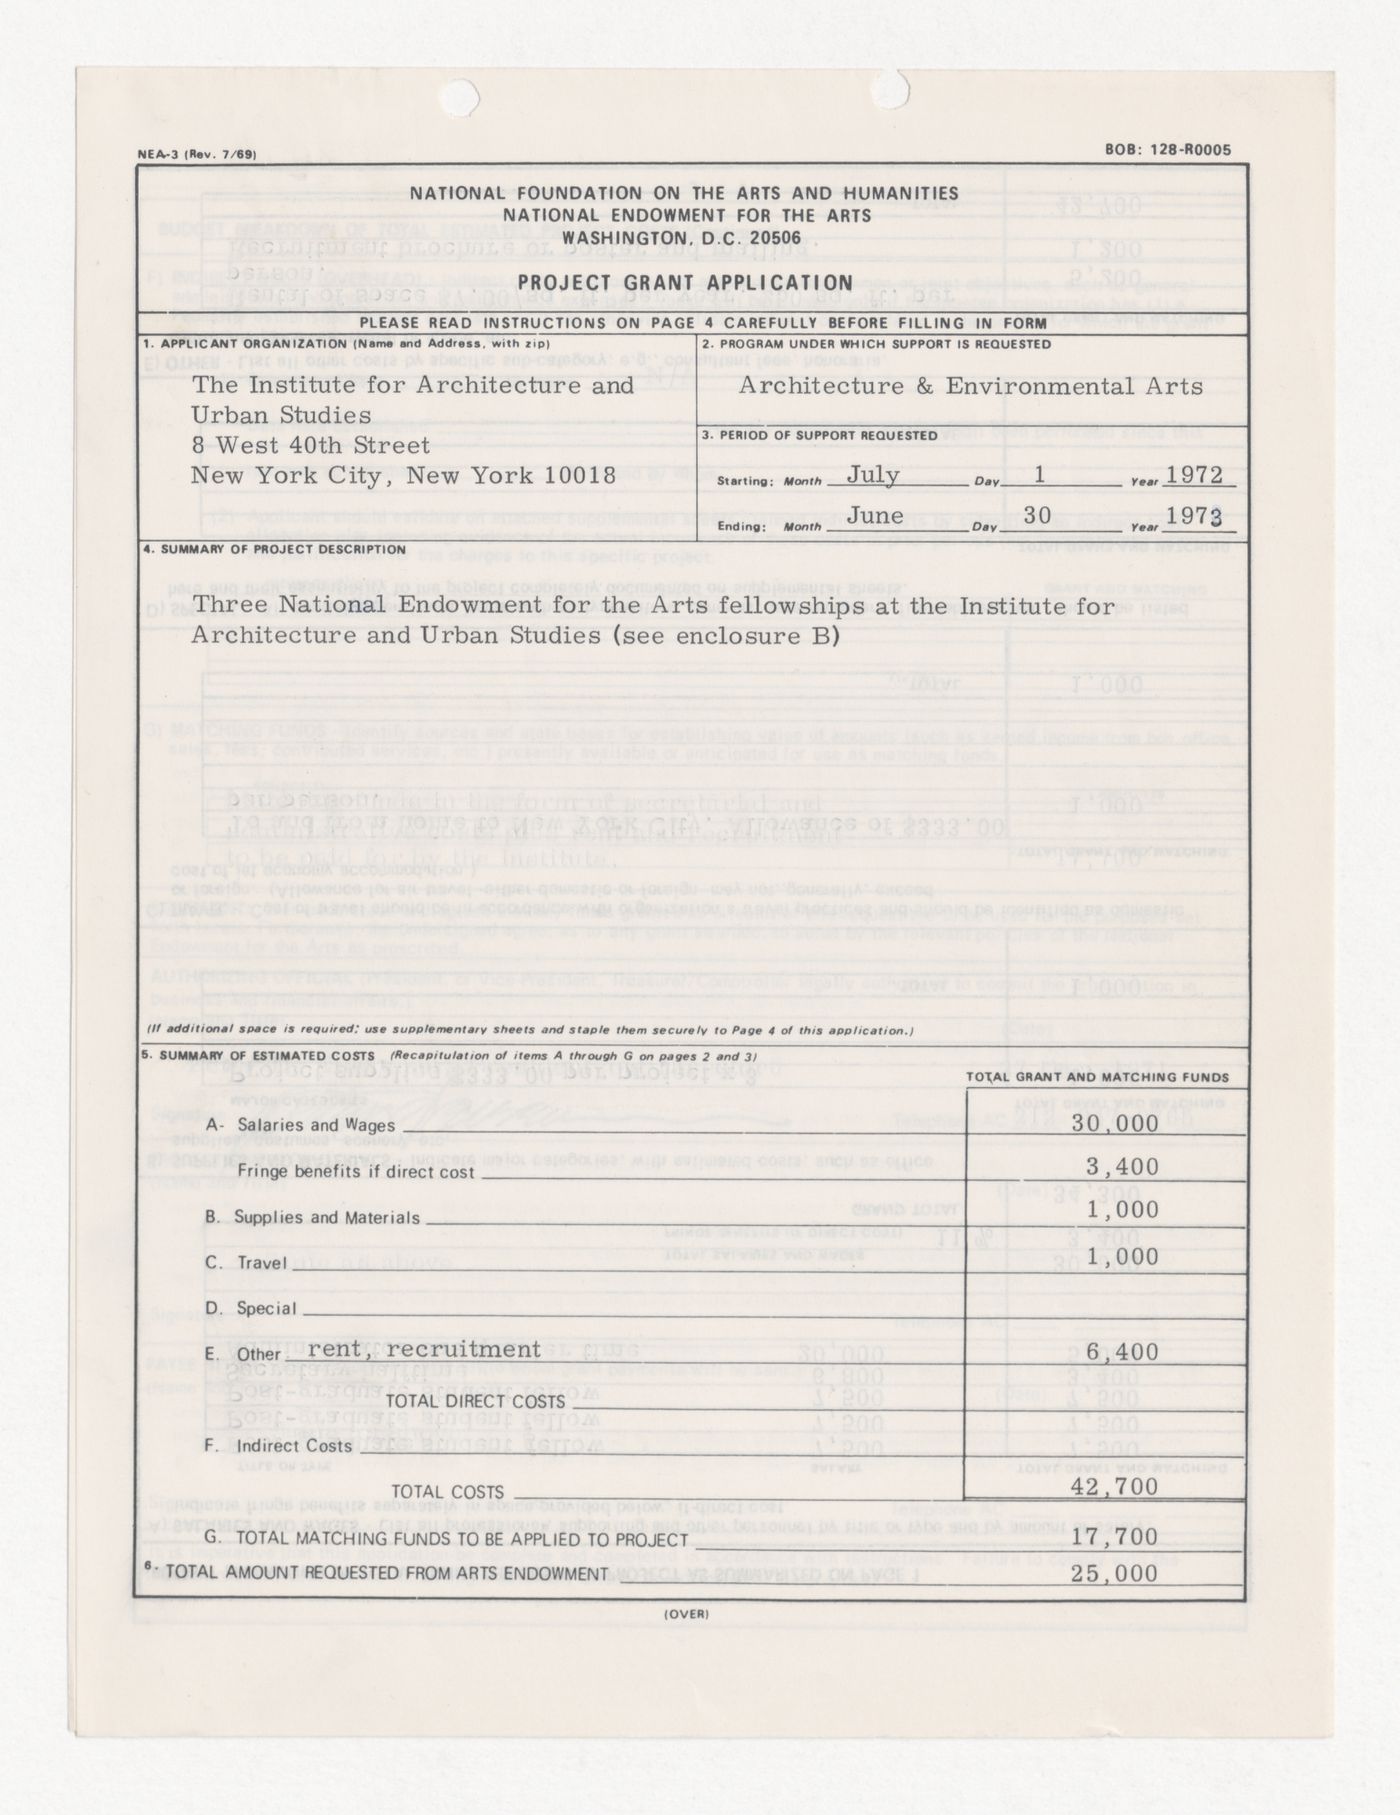 NEA-3 (Rev. 7/69)
BOB: 128-R0005
NATIONAL FOUNDATION ON THE ARTS AND HUMANITIES
NATIONAL ENDOWMENT FOR THE ARTS
WASHINGTON, D.C. 20506
PROJECT GRANT APPLICATION
PLEASE READ INSTRUCTIONS ON PAGE 4 CAREFULLY BEFORE FILLING IN FORM
1. APPLICANT ORGANIZATION (Name and Address, with zip)
The Institute for Architecture and
Urban Studies
8 West 40th Street
New York City, New York 10018
2. PROGRAM UNDER WHICH SUPPORT IS REQUESTED
Architecture & Environmental Arts
3. PERIOD OF SUPPORT REQUESTED
Starting: Month July Day 1 Year 1972
Ending: Month June Day 30 Year 1973
4. SUMMARY OF PROJECT DESCRIPTION
Three National Endowment for the Arts fellowships at the Institute for
Architecture and Urban Studies (see enclosure B)
(If additional space is required; use supplementary sheets and staple them securely to Page 4 of this application.)
5. SUMMARY OF ESTIMATED COSTS (Recapitulation of items A through G on pages 2 and 3)
TOTAL GRANT AND MATCHING FUNDS
A- Salaries and Wages 30,000
Fringe benefits if direct cost 3,400
B. Supplies and Materials 1,000
C. Travel 1,000
D. Special
E. Other rent, recruitment 6,400
TOTAL DIRECT COSTS
F. Indirect Costs
TOTAL COSTS 42,700
G. TOTAL MATCHING FUNDS TO BE APPLIED TO PROJECT 17,700
6. TOTAL AMOUNT REQUESTED FROM ARTS ENDOWMENT 25,000
(OVER)